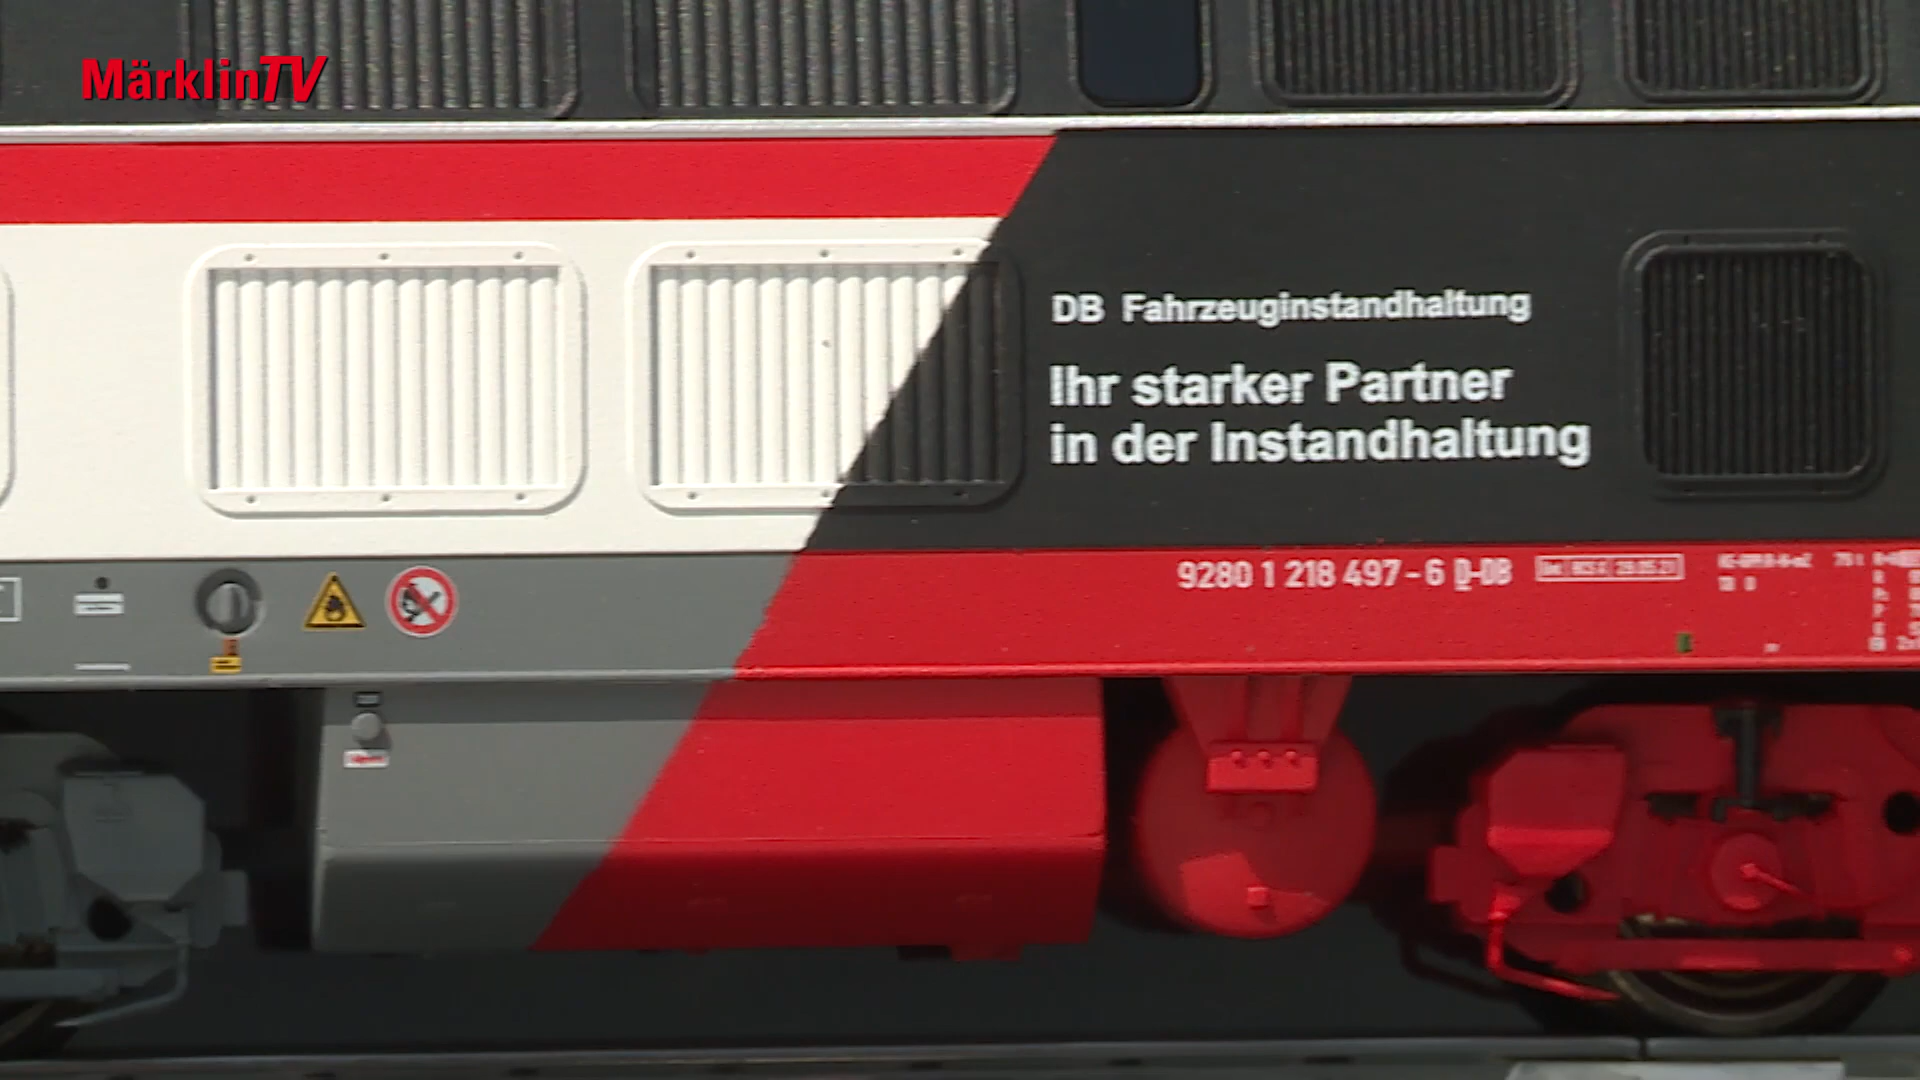 MärklinTV
DB Fahrzeuginstandhaltung
Ihr starker Partner
in der Instandhaltung
9280 1 218 497-6 D-DB